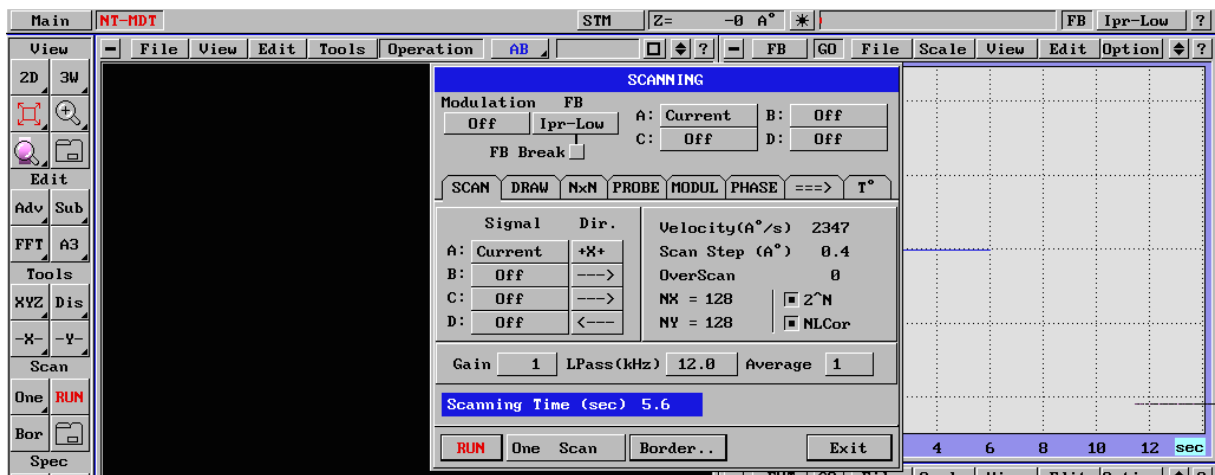 Main NT-MDT STM Z= -0 A° FB Ipr-Low ?
View - File View Edit Tools Operation AB ? - FB GO File Scale View Edit Option ?
SCANNING
2D 3W
Modulation FB
Off Ipr-Low A: Current B: Off
C: Off D: Off
FB Break
Edit
SCAN DRAW N×N PROBE MODUL PHASE ===> T°
Adv Sub
Signal Dir. Velocity(A°/s) 2347
FFT A3 A: Current +X+ Scan Step (A°) 0.4
Tools B: Off ---> OverScan 0
XYZ Dis C: Off ---> NX = 128 2^N
D: Off <--- NY = 128 NLCor
-X- -Y-
Scan Gain 1 LPass(kHz) 12.0 Average 1
One RUN Scanning Time (sec) 5.6
Bor RUN One Scan Border.. Exit 4 6 8 10 12 sec
Spec